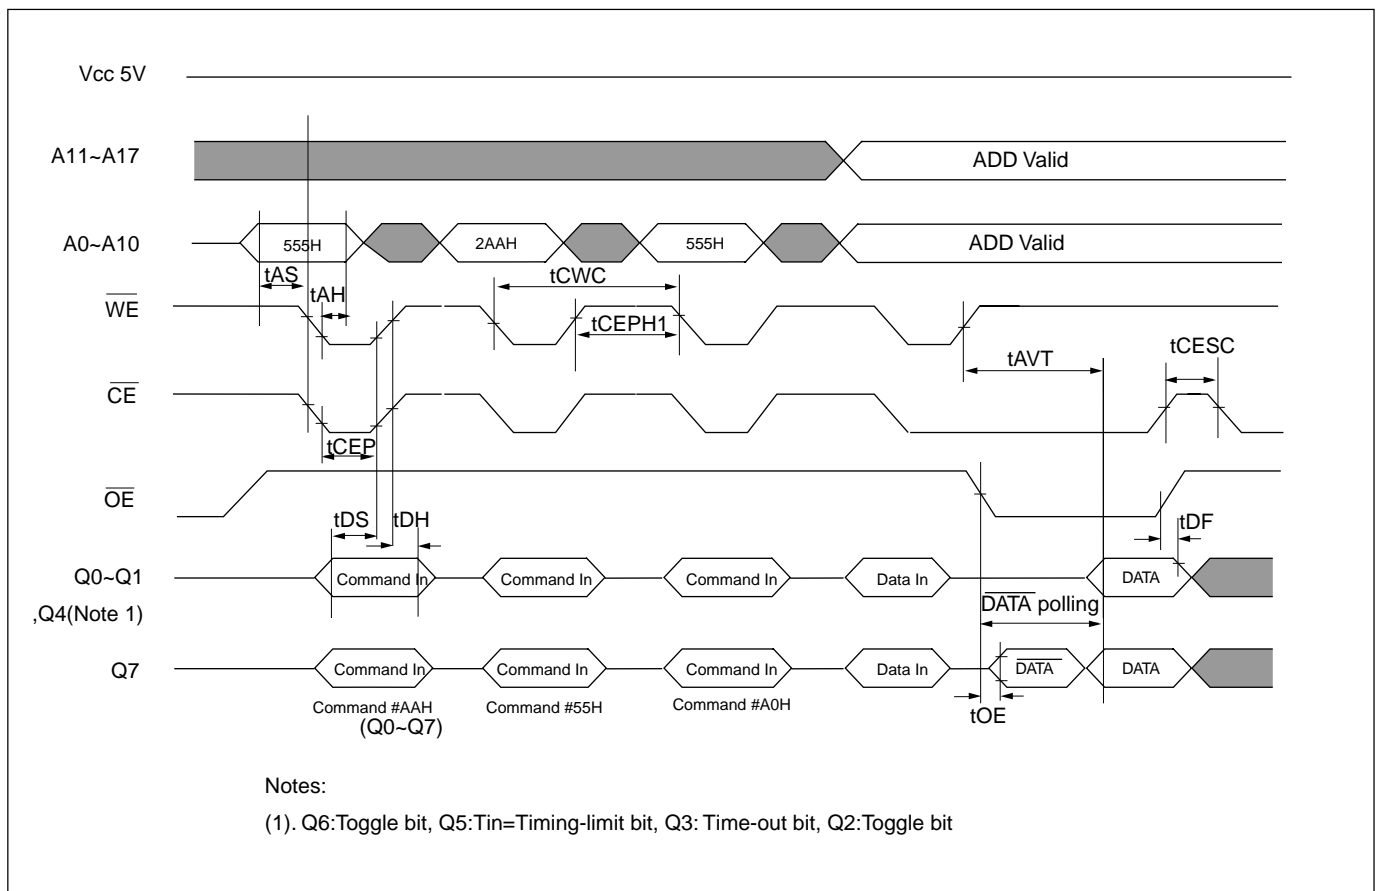 Vcc 5V
A11~A17
ADD Valid
A0~A10
555H
2AAH
555H
ADD Valid
tAS
tAH
tCWC
WE
tCEPH1
tAVT
tCESC
CE
tCEP
OE
tDS
tDH
tDF
Q0~Q1
Command In
Command In
Command In
Data In
DATA
,Q4(Note 1)
DATA polling
Q7
Command In
Command In
Command In
Data In
DATA
DATA
Command #AAH
Command #55H
Command #A0H
(Q0~Q7)
tOE
Notes:
(1). Q6:Toggle bit, Q5:Tin=Timing-limit bit, Q3: Time-out bit, Q2:Toggle bit